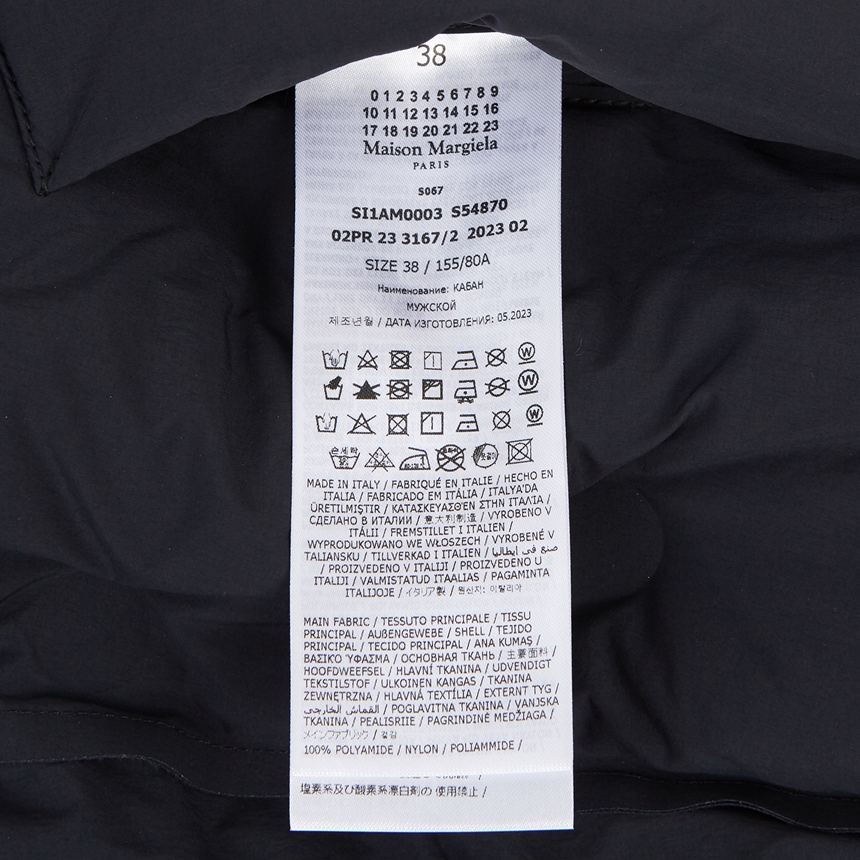 38
0 1 2 3 4 5 6 7 8 9
10 11 12 13 14 15 16
17 18 19 20 21 22 23
Maison Margiela
PARIS
S067
SI1AM0003 S54870
02PR 23 3167/2 2023 02
SIZE 38 / 155/80A
Наименование: КАБАН
МУЖСКОЙ
제조년월 / ДАТА ИЗГОТОВЛЕНИЯ: 05.2023
MADE IN ITALY / FABRIQUÉ EN ITALIE / HECHO EN
ITALIA / FABRICADO EM ITÁLIA / ITALYA'DA
ÜRETILMIŞTIR / ΚΑΤΑΣΚΕΥΑΣΘΈΝ ΣΤΗΝ ΙΤΑΛΊΑ /
СДЕЛАНО В ИТАЛИИ / 意大利制造 / VYROBENO V
ITÁLII / FREMSTILLET I ITALIEN /
WYPRODUKOWANO WE WŁOSZECH / VYROBENÉ V
TALIANSKU / TILLVERKAD I ITALIEN / صنع في ايطاليا
/ PROIZVEDENO V ITALIJI / PROIZVEDENO U
ITALIJI / VALMISTATUD ITAALIAS / PAGAMINTA
ITALIJOJE / イタリア製 / 원산지: 이탈리아
MAIN FABRIC / TESSUTO PRINCIPALE / TISSU
PRINCIPAL / AUßENGEWEBE / SHELL / TEJIDO
PRINCIPAL / TECIDO PRINCIPAL / ANA KUMAŞ /
ΒΑΣΙΚΌ ΎΦΑΣΜΑ / ОСНОВНАЯ ТКАНЬ / 主要面料 /
HOOFDWEEFSEL / HLAVNÍ TKANINA / UDVENDIGT
TEKSTILSTOF / ULKOINEN KANGAS / TKANINA
ZEWNĘTRZNA / HLAVNÁ TEXTÍLIA / EXTERNT TYG /
القماش الخارجي / POGLAVITNA TKANINA / VANJSKA
TKANINA / PEALISRIIE / PAGRINDINĖ MEDŽIAGA /
メインファブリック / 겉감
100% POLYAMIDE / NYLON / POLIAMMIDE /
塩素系及び酸素系漂白剤の 使用禁止 /